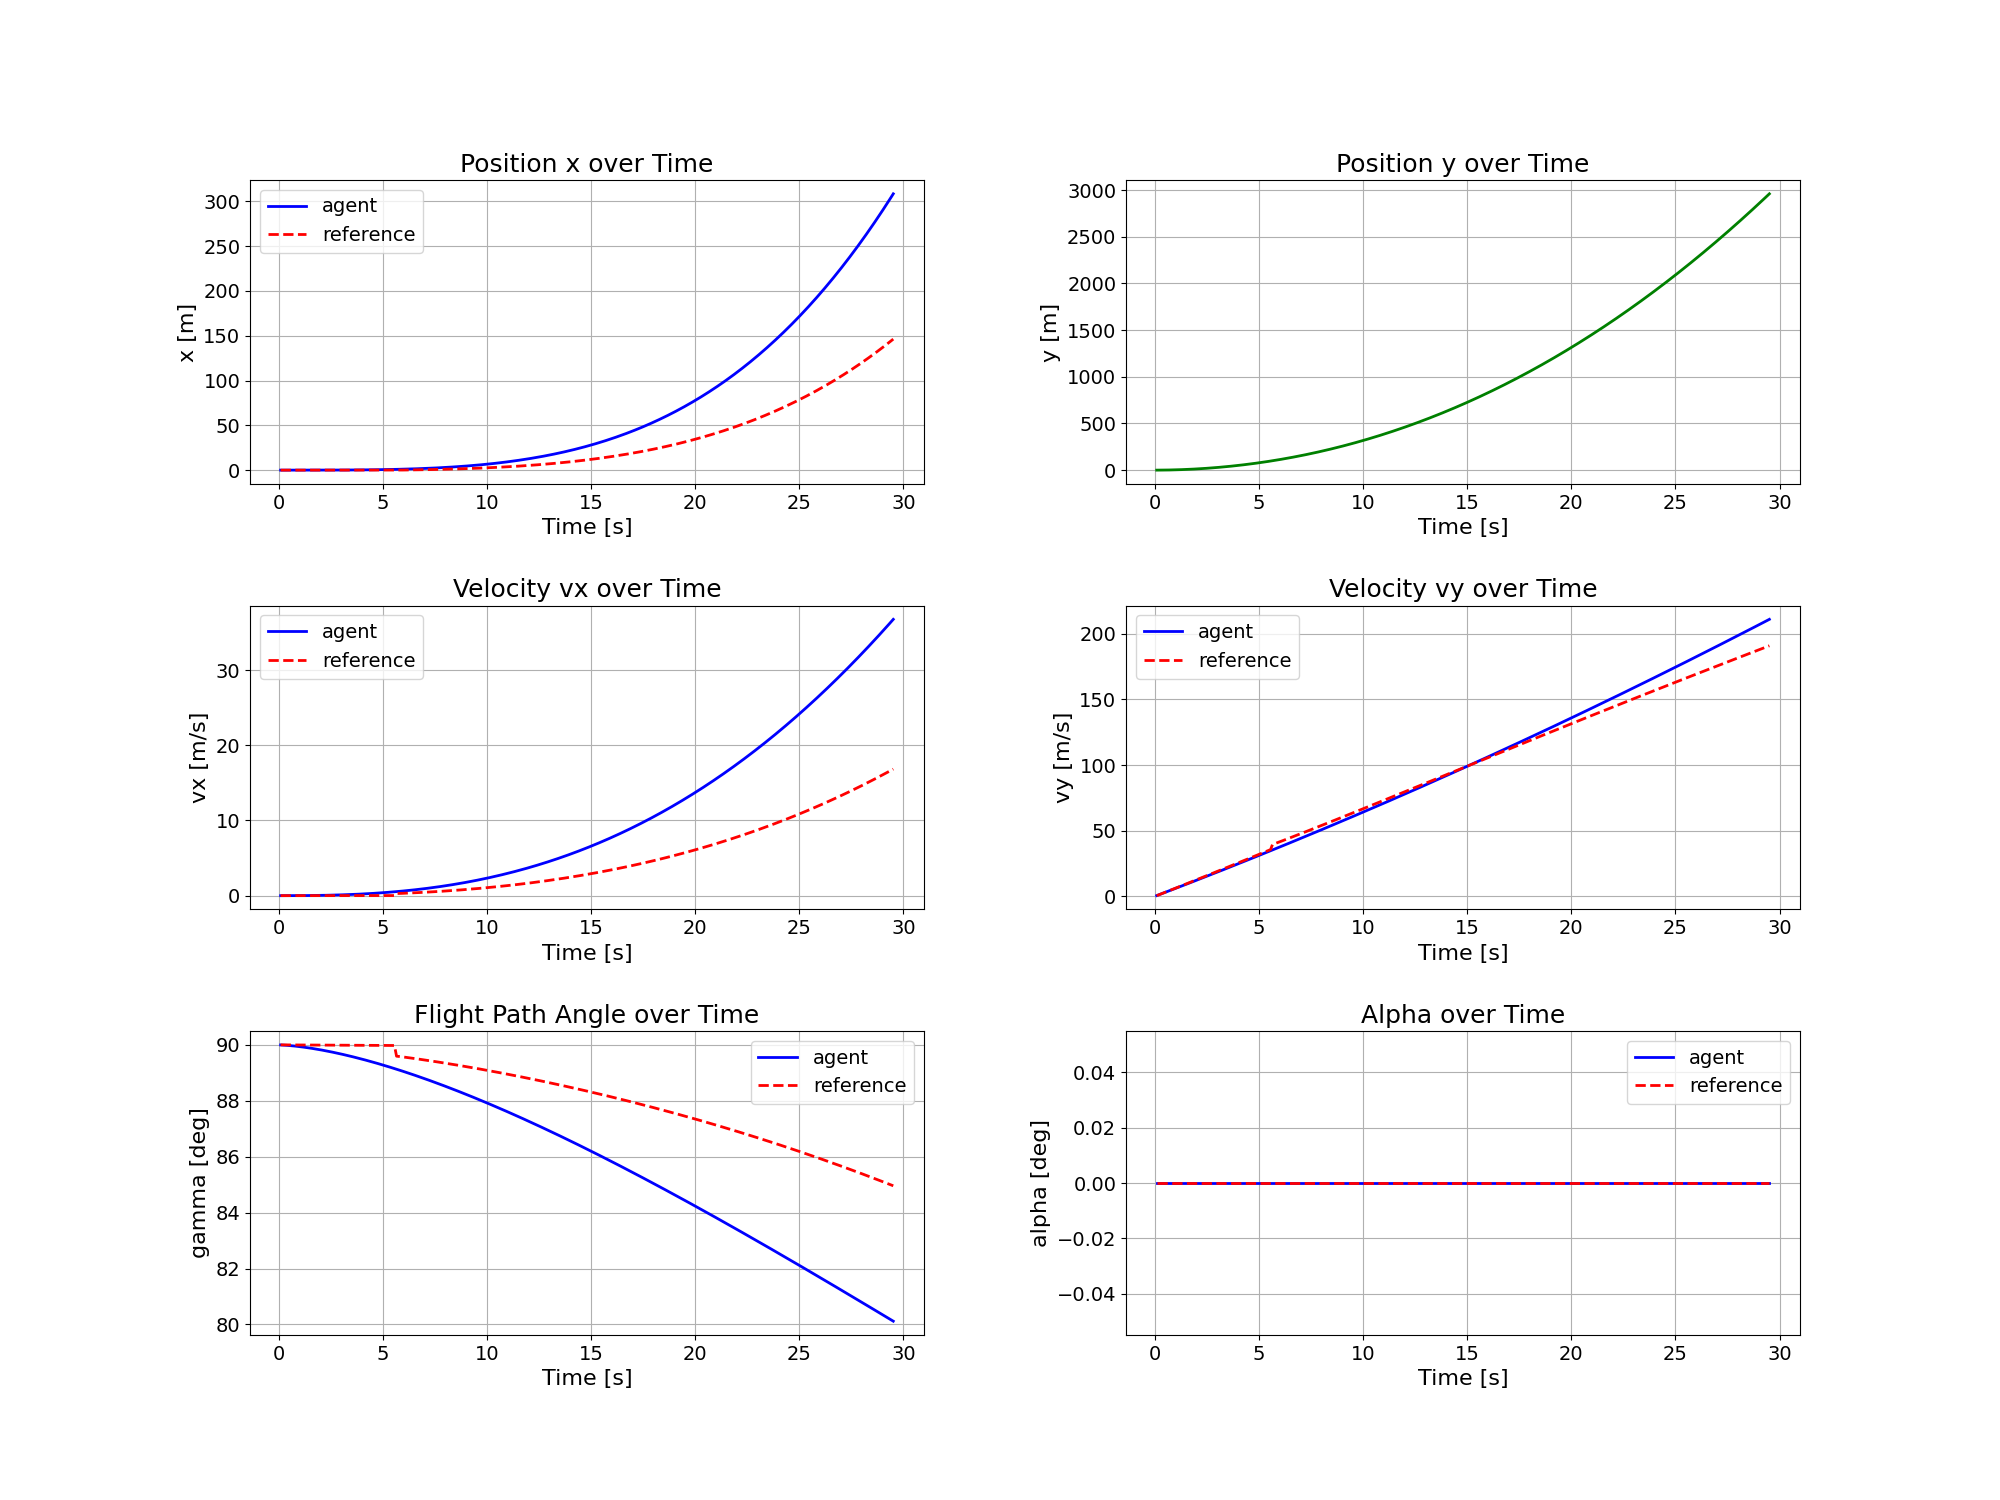 Position x over Time
x [m]
300
250
200
150
100
50
0
agent
reference
0 5 10 15 20 25 30
Time [s]
Position y over Time
y [m]
3000
2500
2000
1500
1000
500
0
0 5 10 15 20 25 30
Time [s]
Velocity vx over Time
vx [m/s]
30
20
10
0
agent
reference
0 5 10 15 20 25 30
Time [s]
Velocity vy over Time
vy [m/s]
200
150
100
50
0
agent
reference
0 5 10 15 20 25 30
Time [s]
Flight Path Angle over Time
gamma [deg]
90
88
86
84
82
80
agent
reference
0 5 10 15 20 25 30
Time [s]
Alpha over Time
alpha [deg]
0.04
0.02
0.00
−0.02
−0.04
agent
reference
0 5 10 15 20 25 30
Time [s]